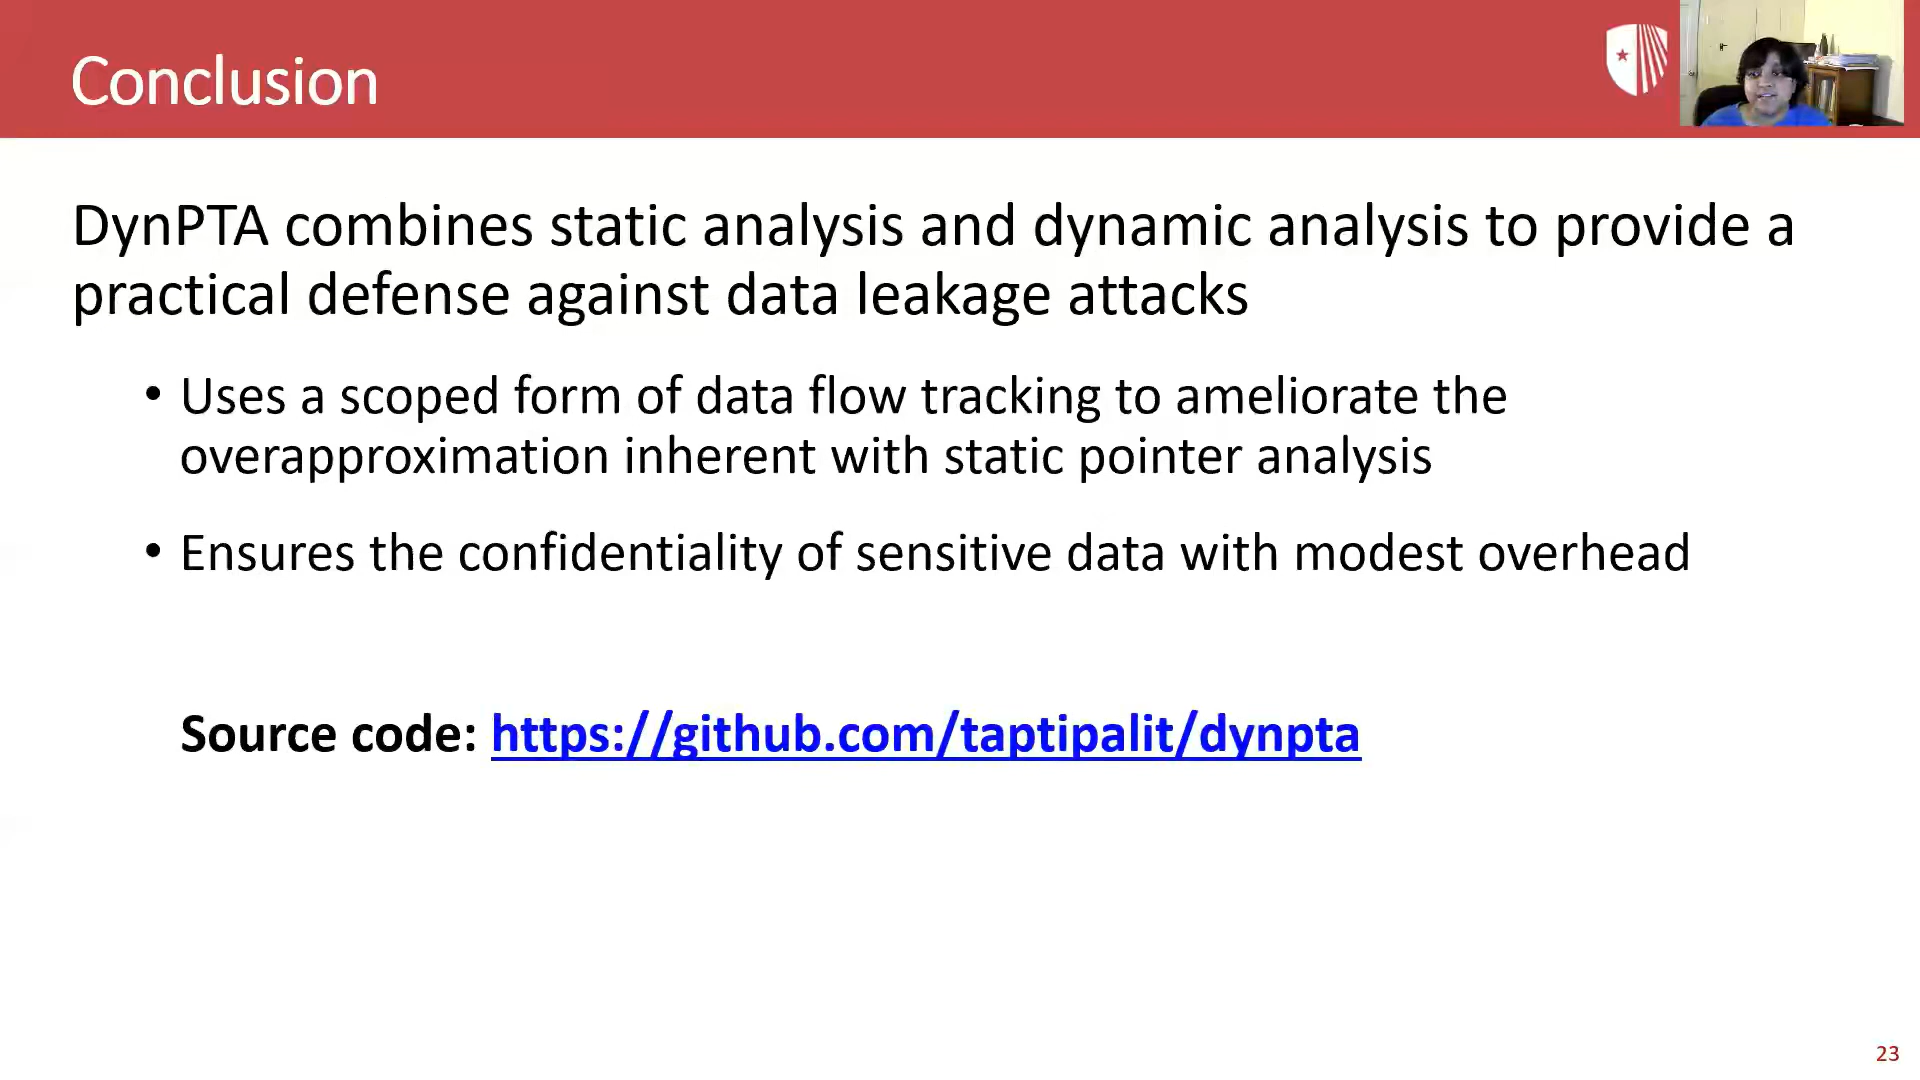 Conclusion
DynPTA combines static analysis and dynamic analysis to provide a
practical defense against data leakage attacks
• Uses a scoped form of data flow tracking to ameliorate the
overapproximation inherent with static pointer analysis
• Ensures the confidentiality of sensitive data with modest overhead
Source code: https://github.com/taptipalit/dynpta
23